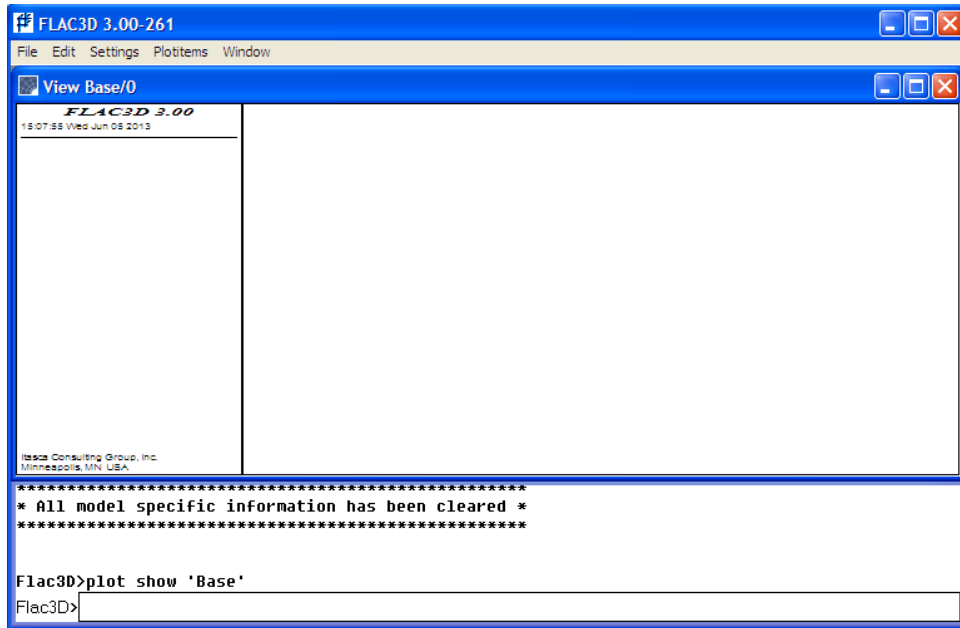 FLAC3D 3.00-261
File Edit Settings Plotitems Window
View Base/0
FLAC3D 3.00
15:07:55 Wed Jun 05 2013
Itasca Consulting Group, Inc.
Minneapolis, MN USA
***************************************************
* All model specific information has been cleared *
***************************************************
Flac3D>plot show 'Base'
Flac3D>